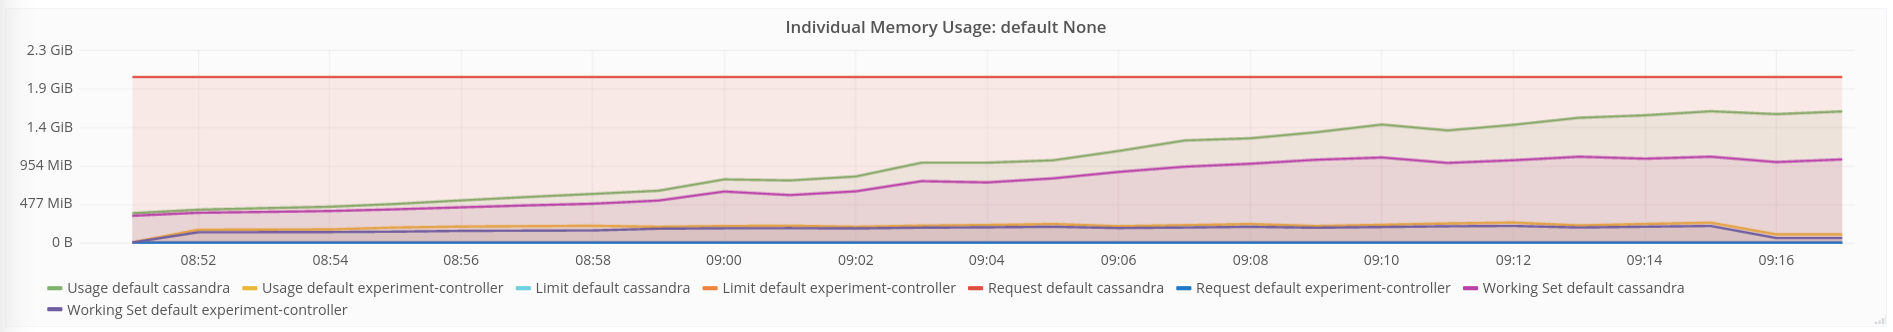 Individual Memory Usage: default None
2.3 GiB
1.9 GiB
1.4 GiB
954 MiB
477 MiB
0 B
08:52 08:54 08:56 08:58 09:00 09:02 09:04 09:06 09:08 09:10 09:12 09:14 09:16
Usage default cassandra Usage default experiment-controller Limit default cassandra Limit default experiment-controller Request default cassandra Request default experiment-controller Working Set default cassandra
Working Set default experiment-controller